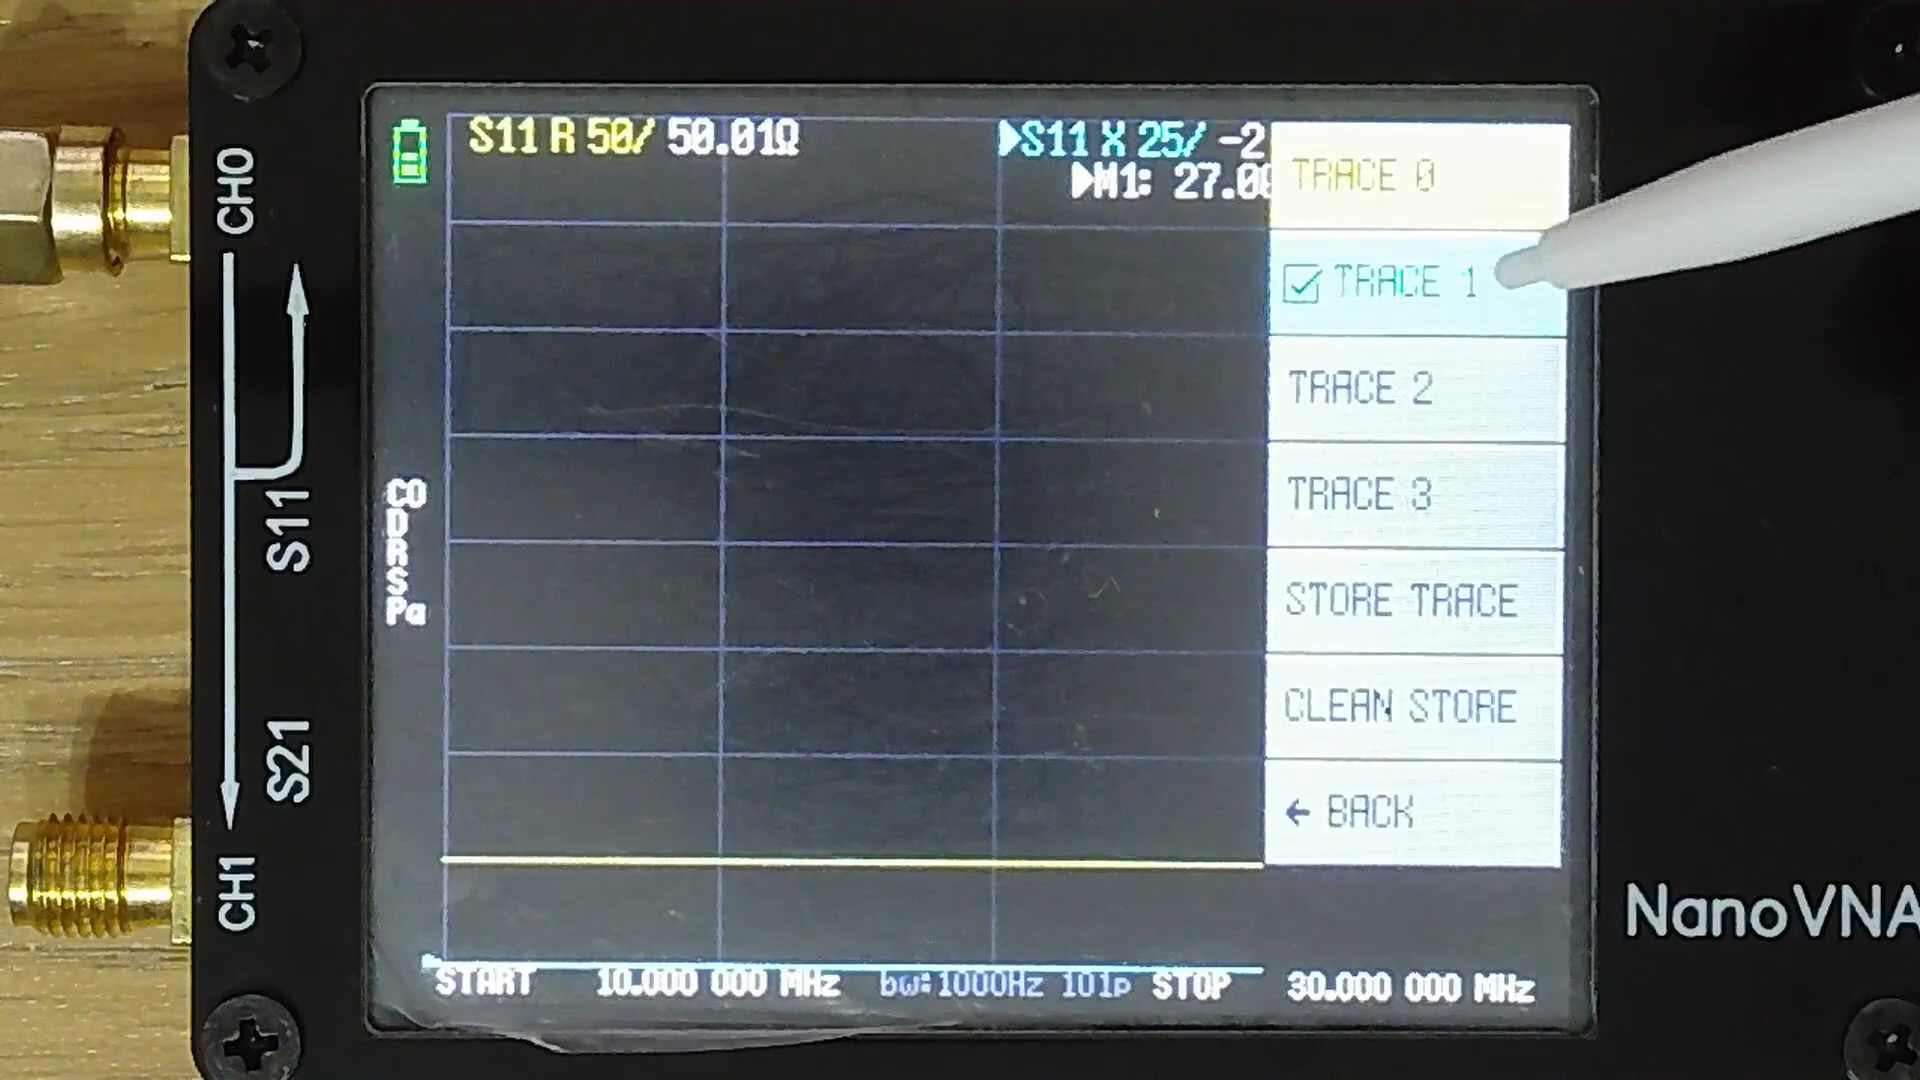 CH0
S11
S21
CH1
S11 R 50/ 50.01Ω
S11 X 25/ -2
M1: 27.00
C0
D
R
S
P
TRACE 0
TRACE 1
TRACE 2
TRACE 3
STORE TRACE
CLEAN STORE
← BACK
START 10.000 000 MHz bw:1000Hz 101p STOP 30.000 000 MHz
NanoVNA